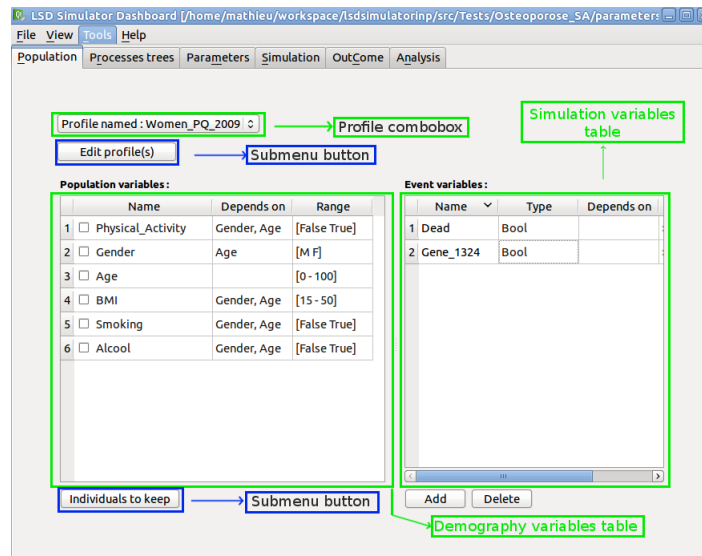 LSD Simulator Dashboard [/home/mathieu/workspace/lsdsimulatorinp/src/Tests/Osteoporose_SA/parameters
File View Tools Help
Population Processes trees Parameters Simulation OutCome Analysis
Profile named : Women_PQ_2009
Profile combobox
Simulation variables
table
Edit profile(s)
Submenu button
Population variables :
Name Depends on Range
1 Physical_Activity Gender, Age [False True]
2 Gender Age [M F]
3 Age [0 - 100]
4 BMI Gender, Age [15 - 50]
5 Smoking Gender, Age [False True]
6 Alcool Gender, Age [False True]
Event variables :
Name Type Depends on
1 Dead Bool
2 Gene_1324 Bool
Individuals to keep
Submenu button
Add Delete
Demography variables table